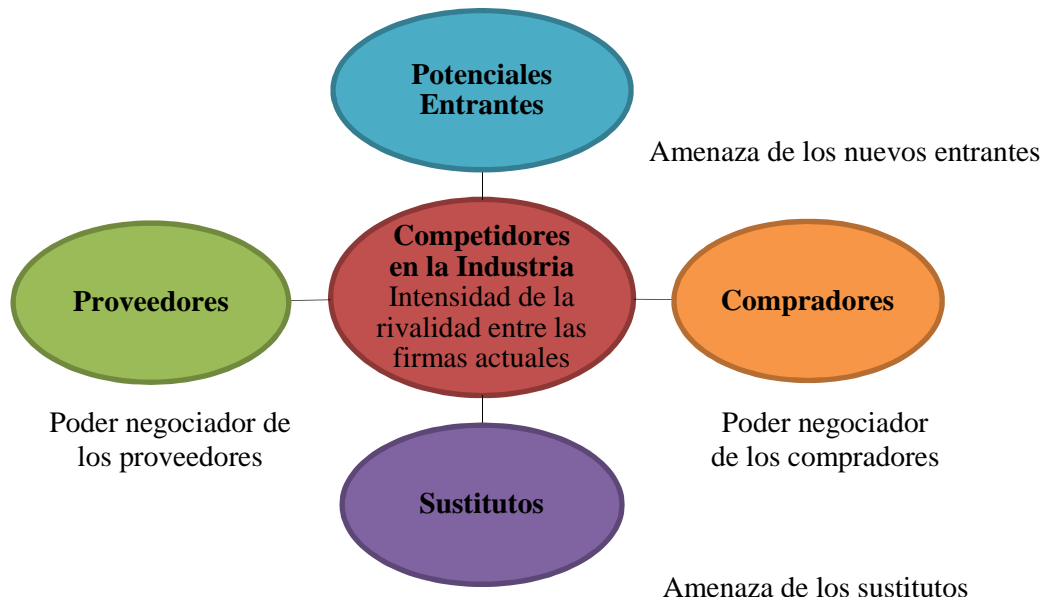 Potenciales
Entrantes
Amenaza de los nuevos entrantes
Competidores
en la Industria
Intensidad de la
rivalidad entre las
firmas actuales
Proveedores
Compradores
Poder negociador de
los proveedores
Poder negociador
de los compradores
Sustitutos
Amenaza de los sustitutos